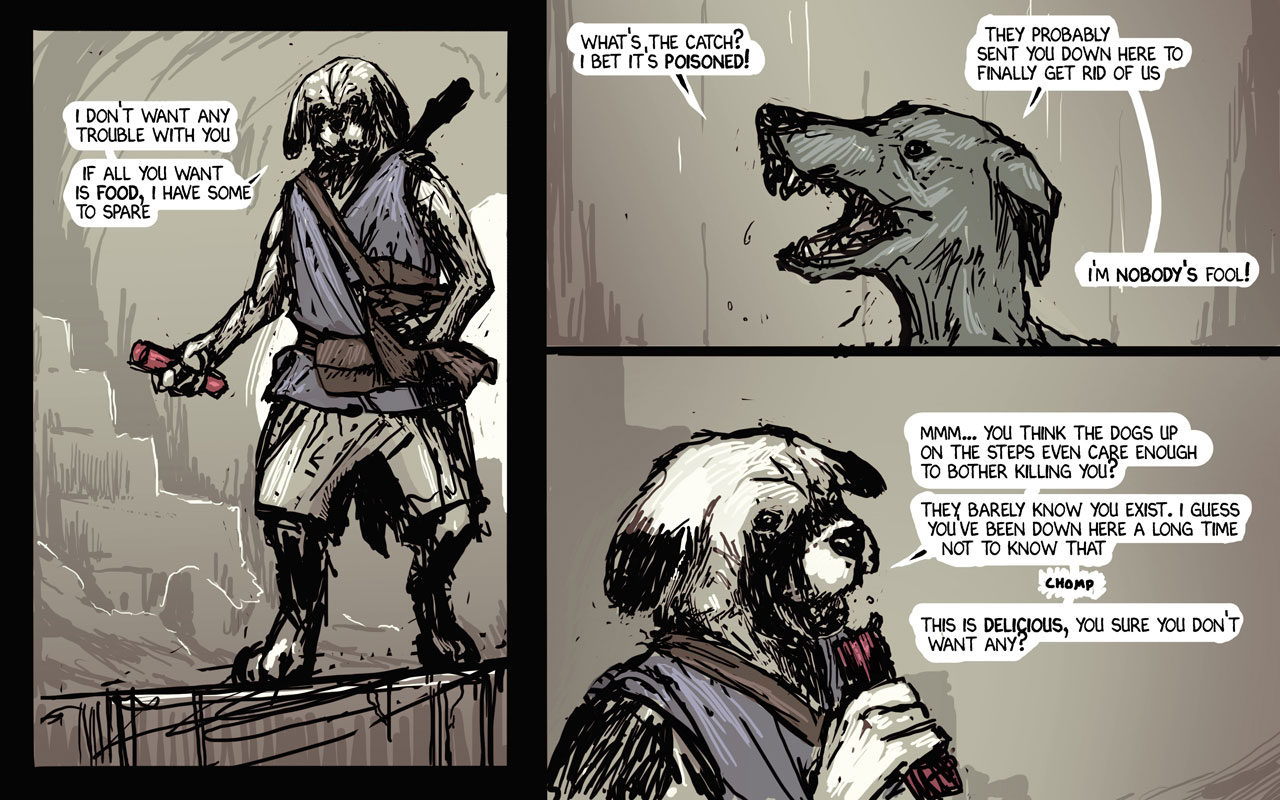 I DON'T WANT ANY
TROUBLE WITH YOU
IF ALL YOU WANT
IS FOOD, I HAVE SOME
TO SPARE
WHAT'S THE CATCH?
I BET IT'S POISONED!
THEY PROBABLY
SENT YOU DOWN HERE TO
FINALLY GET RID OF US
I'M NOBODY'S FOOL!
MMM... YOU THINK THE DOGS UP
ON THE STEPS EVEN CARE ENOUGH
TO BOTHER KILLING YOU?
THEY BARELY KNOW YOU EXIST. I GUESS
YOU'VE BEEN DOWN HERE A LONG TIME
NOT TO KNOW THAT
CHOMP
THIS IS DELICIOUS, YOU SURE YOU DON'T
WANT ANY?